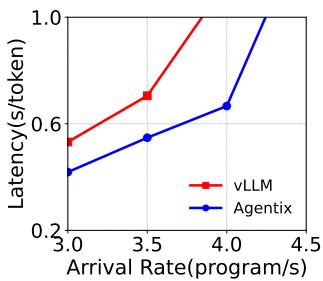 Latency(s/token)
1.0
0.6
0.2
3.0 3.5 4.0 4.5
Arrival Rate(program/s)
vLLM
Agentix